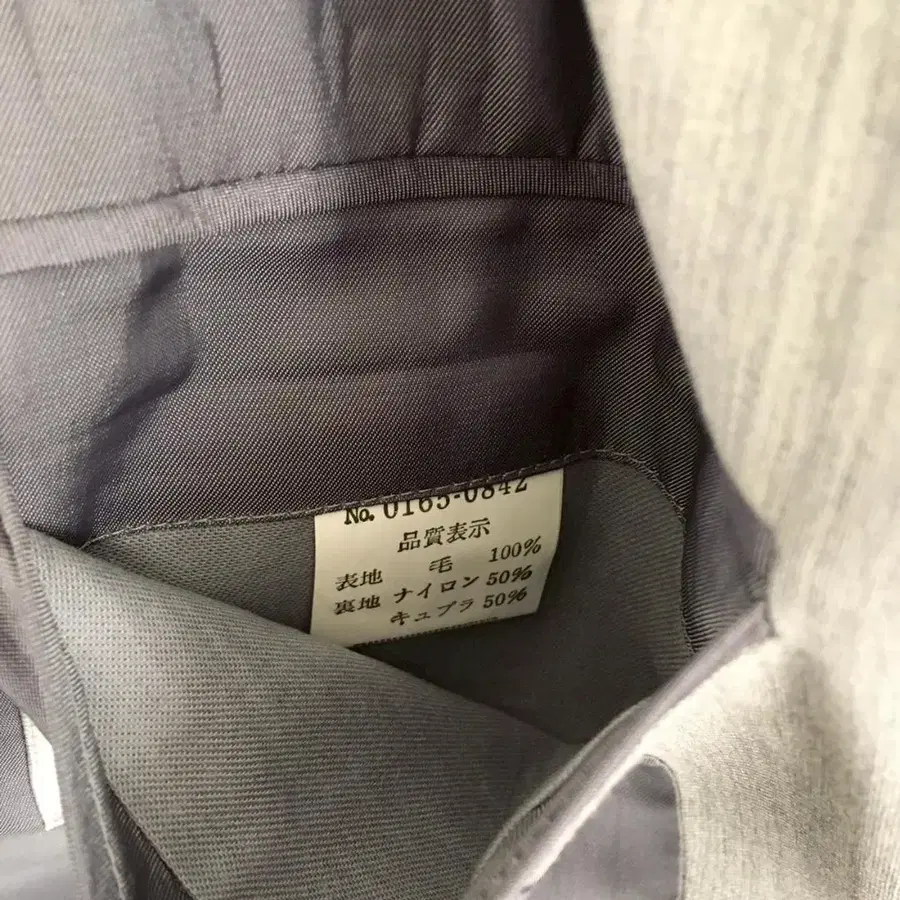 No. 0165-0842
品質表示
表地 毛 100%
裏地 ナイロン 50%
キュプラ 50%